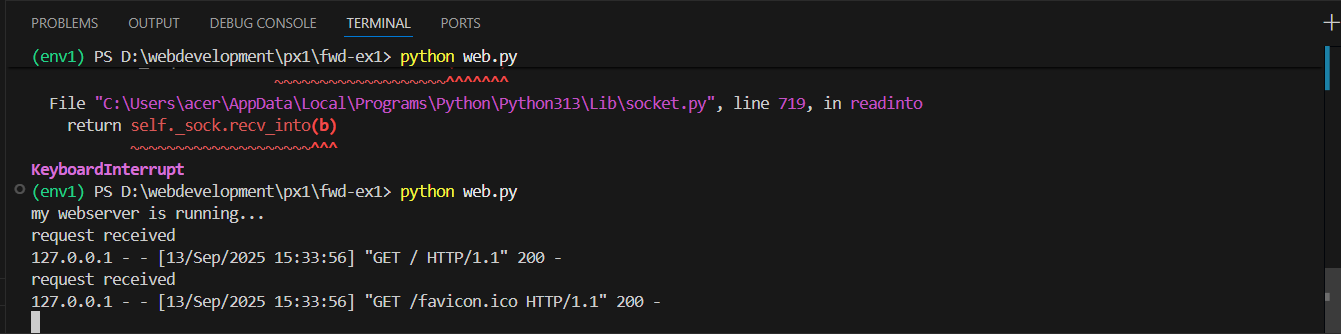 PROBLEMS OUTPUT DEBUG CONSOLE TERMINAL PORTS
(env1) PS D:\webdevelopment\px1\fwd-ex1> python web.py
~~~~~~~~~~~~~~~~~~~^^^^^^^
File "C:\Users\acer\AppData\Local\Programs\Python\Python313\Lib\socket.py", line 719, in readinto
return self._sock.recv_into(b)
~~~~~~~~~~~~~~~~~~~~^^^
KeyboardInterrupt
(env1) PS D:\webdevelopment\px1\fwd-ex1> python web.py
my webserver is running...
request received
127.0.0.1 - - [13/Sep/2025 15:33:56] "GET / HTTP/1.1" 200 -
request received
127.0.0.1 - - [13/Sep/2025 15:33:56] "GET /favicon.ico HTTP/1.1" 200 -